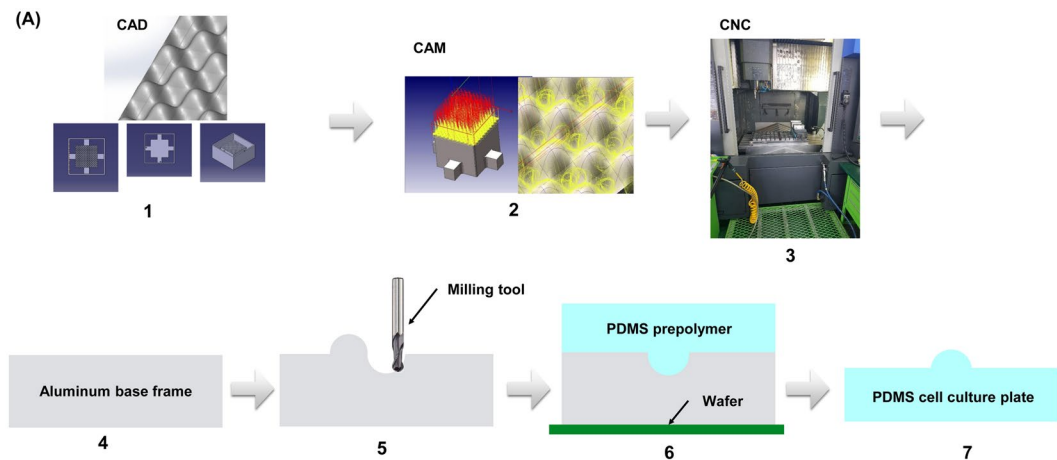 (A)
CAD
CAM
CNC
1
2
3
Milling tool
PDMS prepolymer
Aluminum base frame
Wafer
PDMS cell culture plate
4
5
6
7